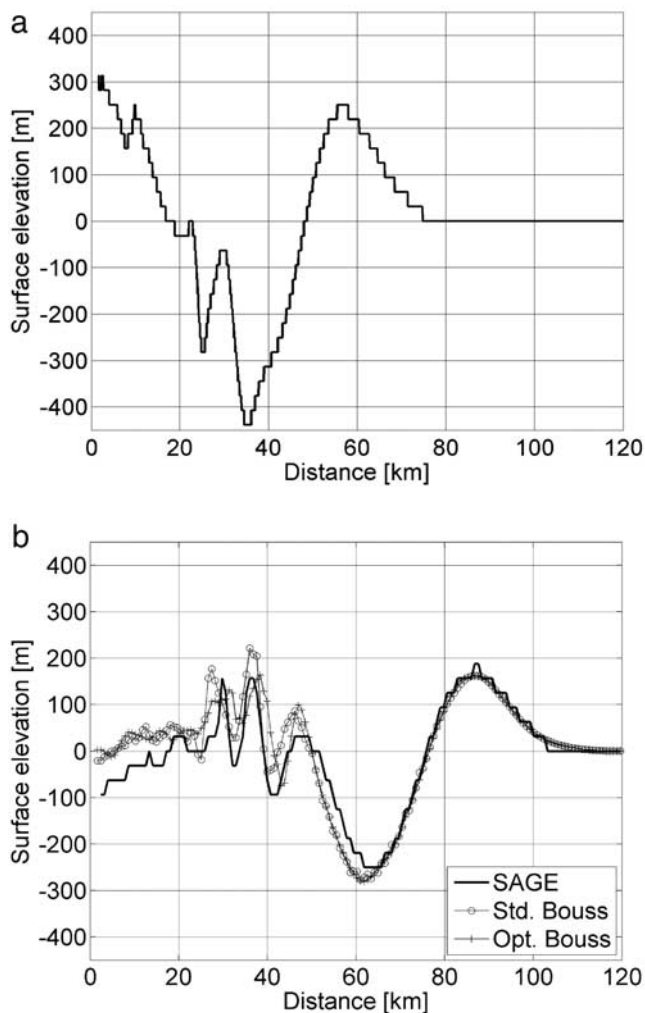 a
Surface elevation [m]
400
300
200
100
0
-100
-200
-300
-400
0 20 40 60 80 100 120
Distance [km]
b
Surface elevation [m]
400
300
200
100
0
-100
-200
-300
-400
SAGE
Std. Bouss
Opt. Bouss
0 20 40 60 80 100 120
Distance [km]